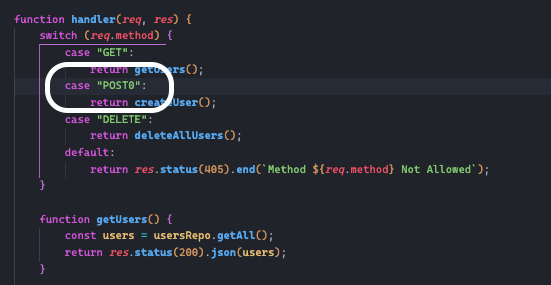 function handler(req, res) {
switch (req.method) {
case "GET":
return getUsers();
case "POST0":
return createUser();
case "DELETE":
return deleteAllUsers();
default:
return res.status(405).end(`Method ${req.method} Not Allowed`);
}
function getUsers() {
const users = usersRepo.getAll();
return res.status(200).json(users);
}